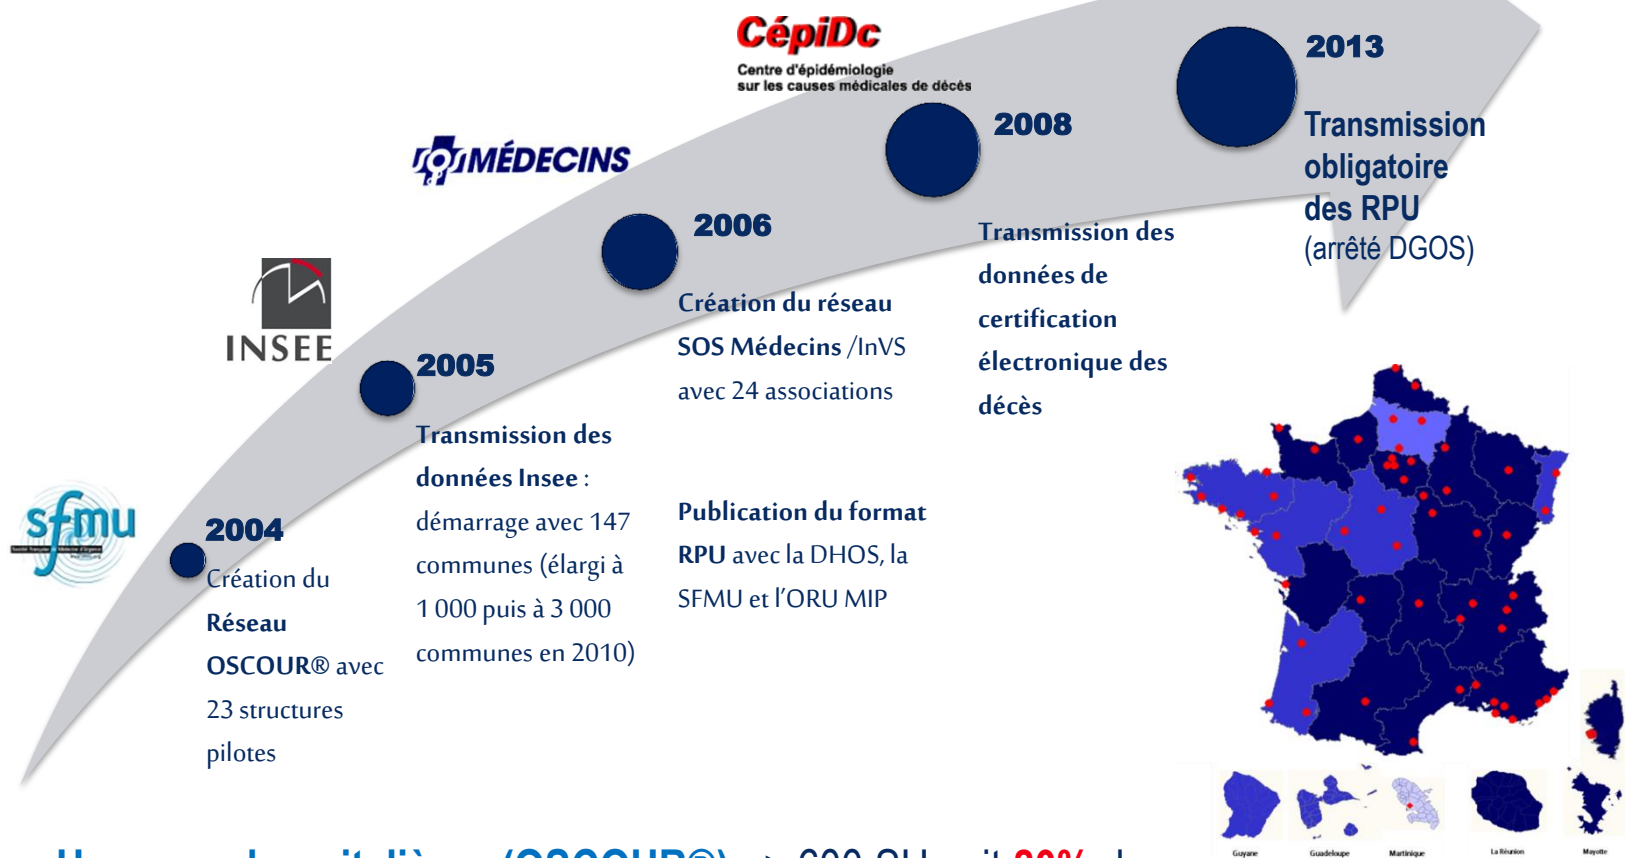 CépiDc
Centre d'épidémiologie
sur les causes médicales de décés
2013
Transmission
obligatoire
des RPU
(arrêté DGOS)
2008
Transmission des
données de
certification
électronique des
décès
SOS MÉDECINS
2006
Création du réseau
SOS Médecins /InVS
avec 24 associations
Publication du format
RPU avec la DHOS, la
SFMU et l'ORU MIP
INSEE
2005
Transmission des
données Insee :
démarrage avec 147
communes (élargi à
1 000 puis à 3 000
communes en 2010)
sfmu
2004
Création du
Réseau
OSCOUR® avec
23 structures
pilotes
Guyane
Guadeloupe
Martinique
La Réunion
Mayotte